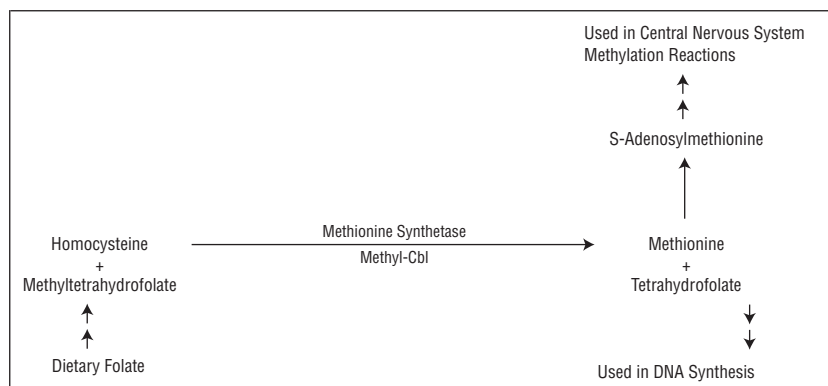 Used in Central Nervous System
Methylation Reactions
S-Adenosylmethionine
Methionine Synthetase
Methyl-Cbl
Homocysteine
+
Methyltetrahydrofolate
Methionine
+
Tetrahydrofolate
Dietary Folate
Used in DNA Synthesis